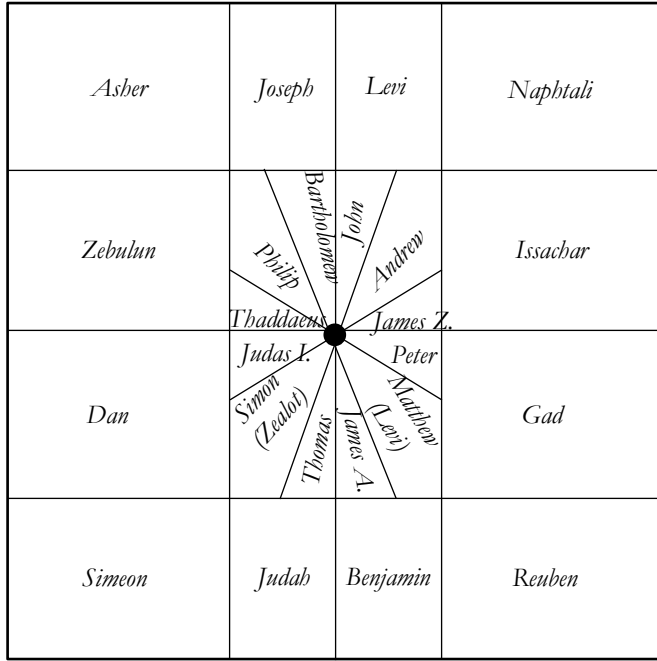 Asher
Joseph
Levi
Naphtali
Zebulun
Philip
Bartholomew
John
Andrew
Issachar
Thaddaeus
James Z.
Dan
Judas I.
Simon
(Zealot)
Thomas
James A.
Matthew
(Levi)
Peter
Gad
Simeon
Judah
Benjamin
Reuben